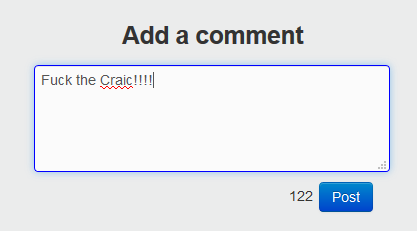 Add a comment
Fuck the Craic!!!!
122 Post